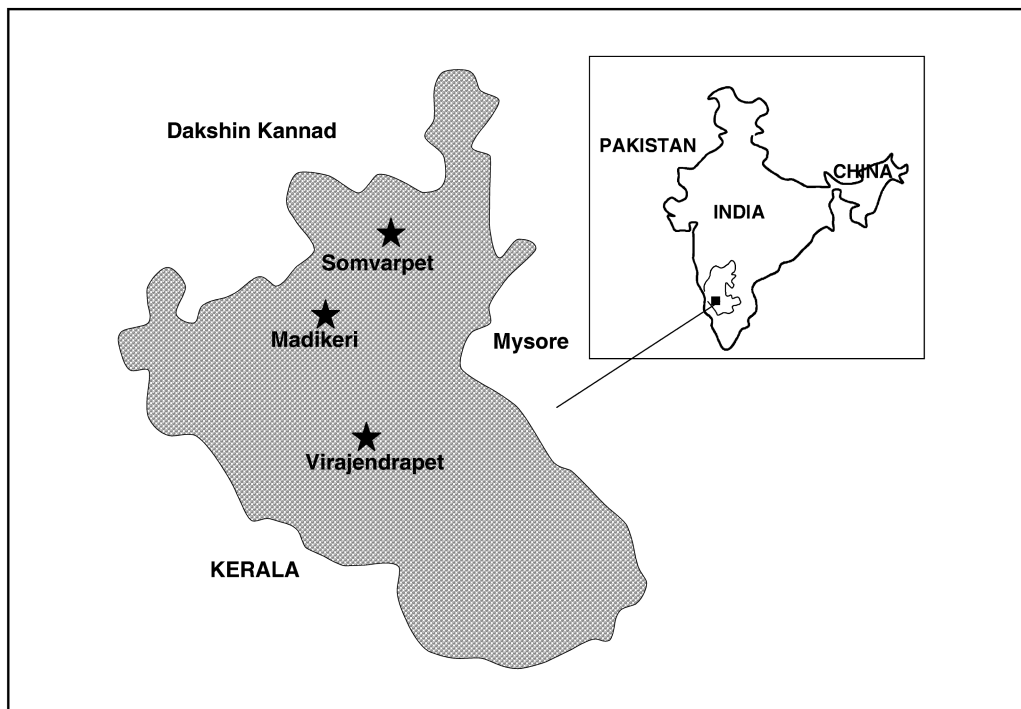 Dakshin Kannad
PAKISTAN
CHINA
INDIA
Somvarpet
Madikeri
Mysore
Virajendrapet
KERALA